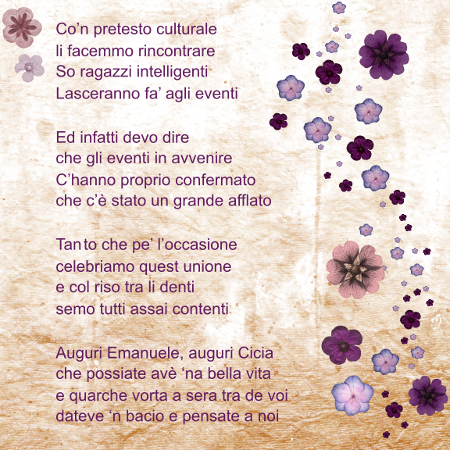 Co’n pretesto culturale
li facemmo rincontrare
So ragazzi intelligenti
Lasceranno fa’ agli eventi

Ed infatti devo dire
che gli eventi in avvenire
C’hanno proprio confermato
che c’è stato un grande afflato

Tanto che pe’ l’occasione
celebriamo quest unione
e col riso tra li denti
semo tutti assai contenti

Auguri Emanuele, auguri Cicia
che possiate avè ‘na bella vita
e quarche vorta a sera tra de voi
dateve ‘n bacio e pensate a noi